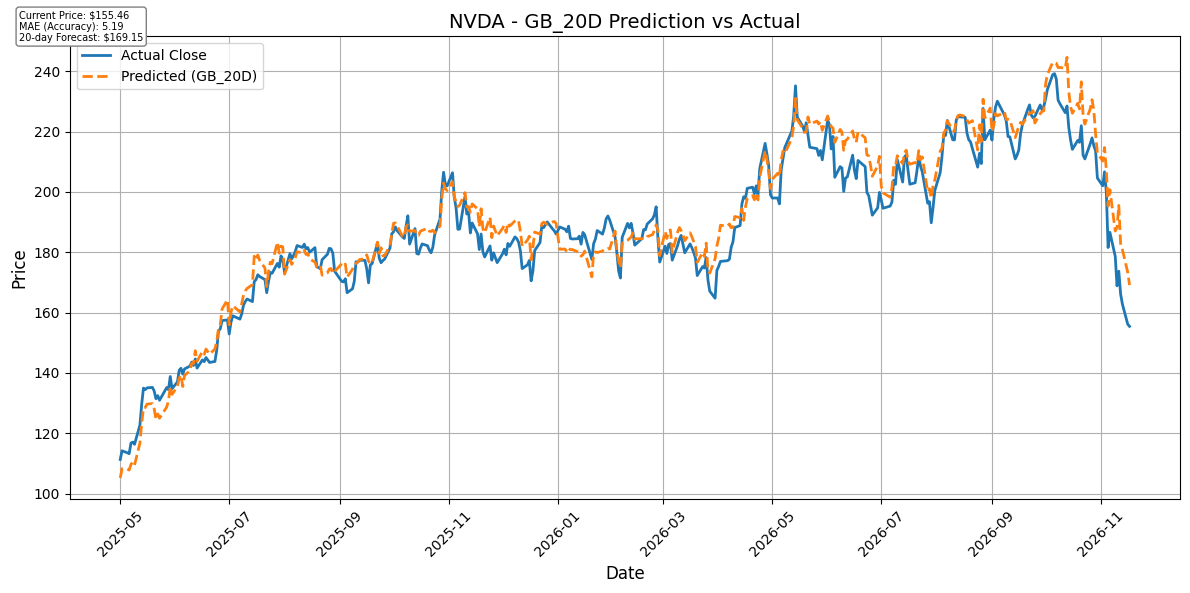 Current Price: $155.46
MAE (Accuracy): 5.19
20-day Forecast: $169.15
NVDA - GB_20D Prediction vs Actual
Actual Close
Predicted (GB_20D)
Price
240
220
200
180
160
140
120
100
2025-05
2025-07
2025-09
2025-11
2026-01
2026-03
2026-05
2026-07
2026-09
2026-11
Date